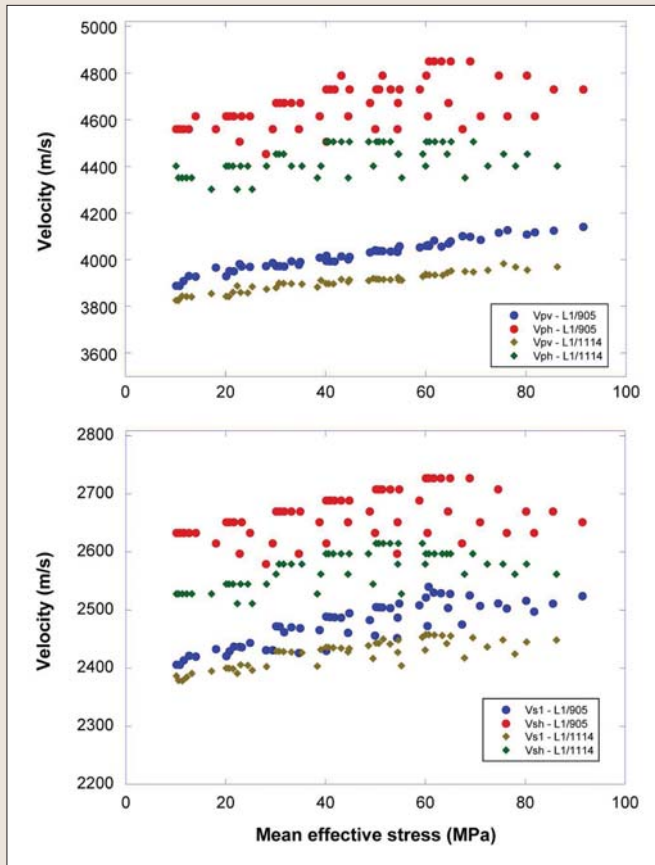 5000
4800
4600
4400
4200
4000
3800
3600
Velocity (m/s)
Vpv - L1/905
Vph - L1/905
Vpv - L1/1114
Vph - L1/1114
0 20 40 60 80 100
2800
2700
2600
2500
2400
2300
2200
Velocity (m/s)
Vs1 - L1/905
Vsh - L1/905
Vs1 - L1/1114
Vsh - L1/1114
0 20 40 60 80 100
Mean effective stress (MPa)